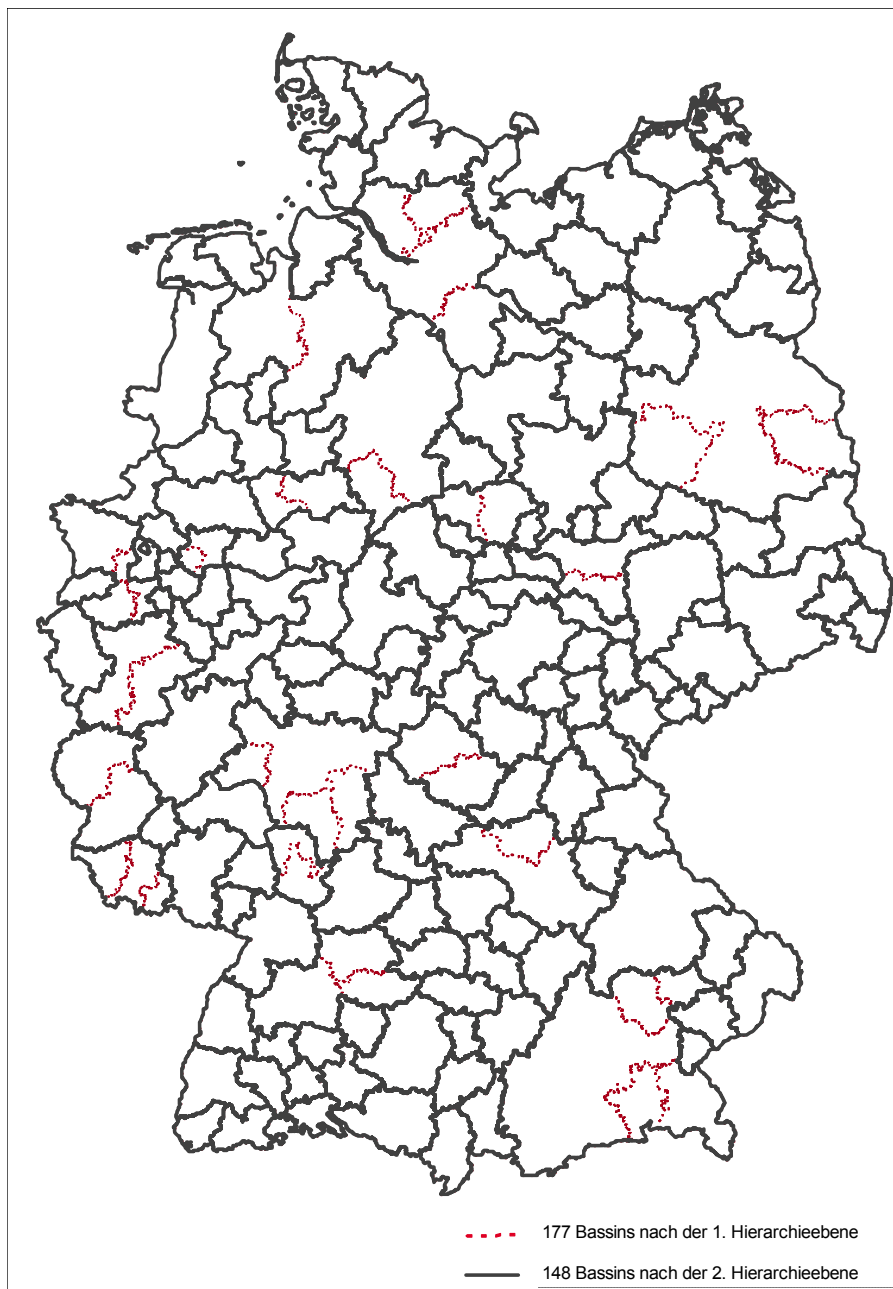 177 Bassins nach der 1. Hierarchieebene
148 Bassins nach der 2. Hierarchieebene